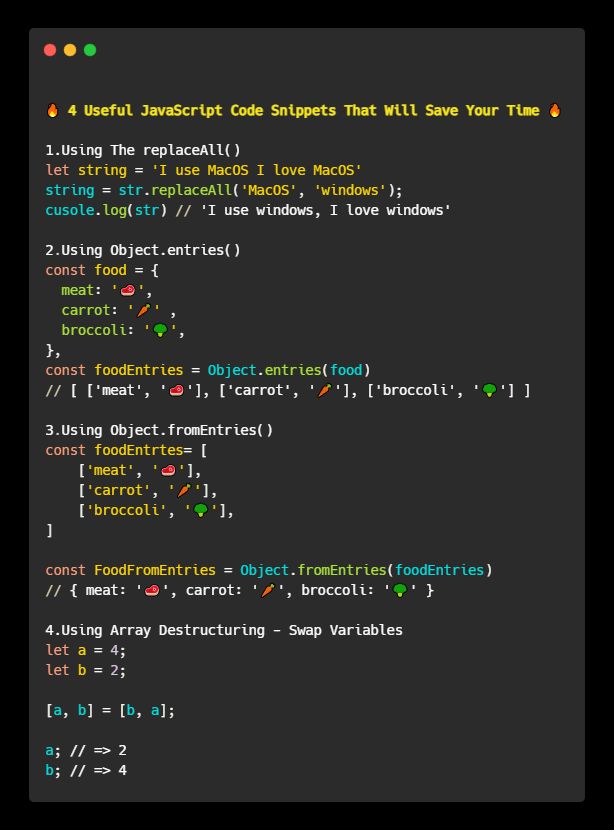 🔥 4 Useful JavaScript Code Snippets That Will Save Your Time 🔥
1.Using The replaceAll()
let string = 'I use MacOS I love MacOS'
string = str.replaceAll('MacOS', 'windows');
cusole.log(str) // 'I use windows, I love windows'
2.Using Object.entries()
const food = {
  meat: '🥩',
  carrot: '🥕' ,
  broccoli: '🥦',
},
const foodEntries = Object.entries(food)
// [ ['meat', '🥩'], ['carrot', '🥕'], ['broccoli', '🥦'] ]
3.Using Object.fromEntries()
const foodEntrtes= [
    ['meat', '🥩'],
    ['carrot', '🥕'],
    ['broccoli', '🥦'],
]
const FoodFromEntries = Object.fromEntries(foodEntries)
// { meat: '🥩', carrot: '🥕', broccoli: '🥦' }
4.Using Array Destructuring - Swap Variables
let a = 4;
let b = 2;
[a, b] = [b, a];
a; // => 2
b; // => 4